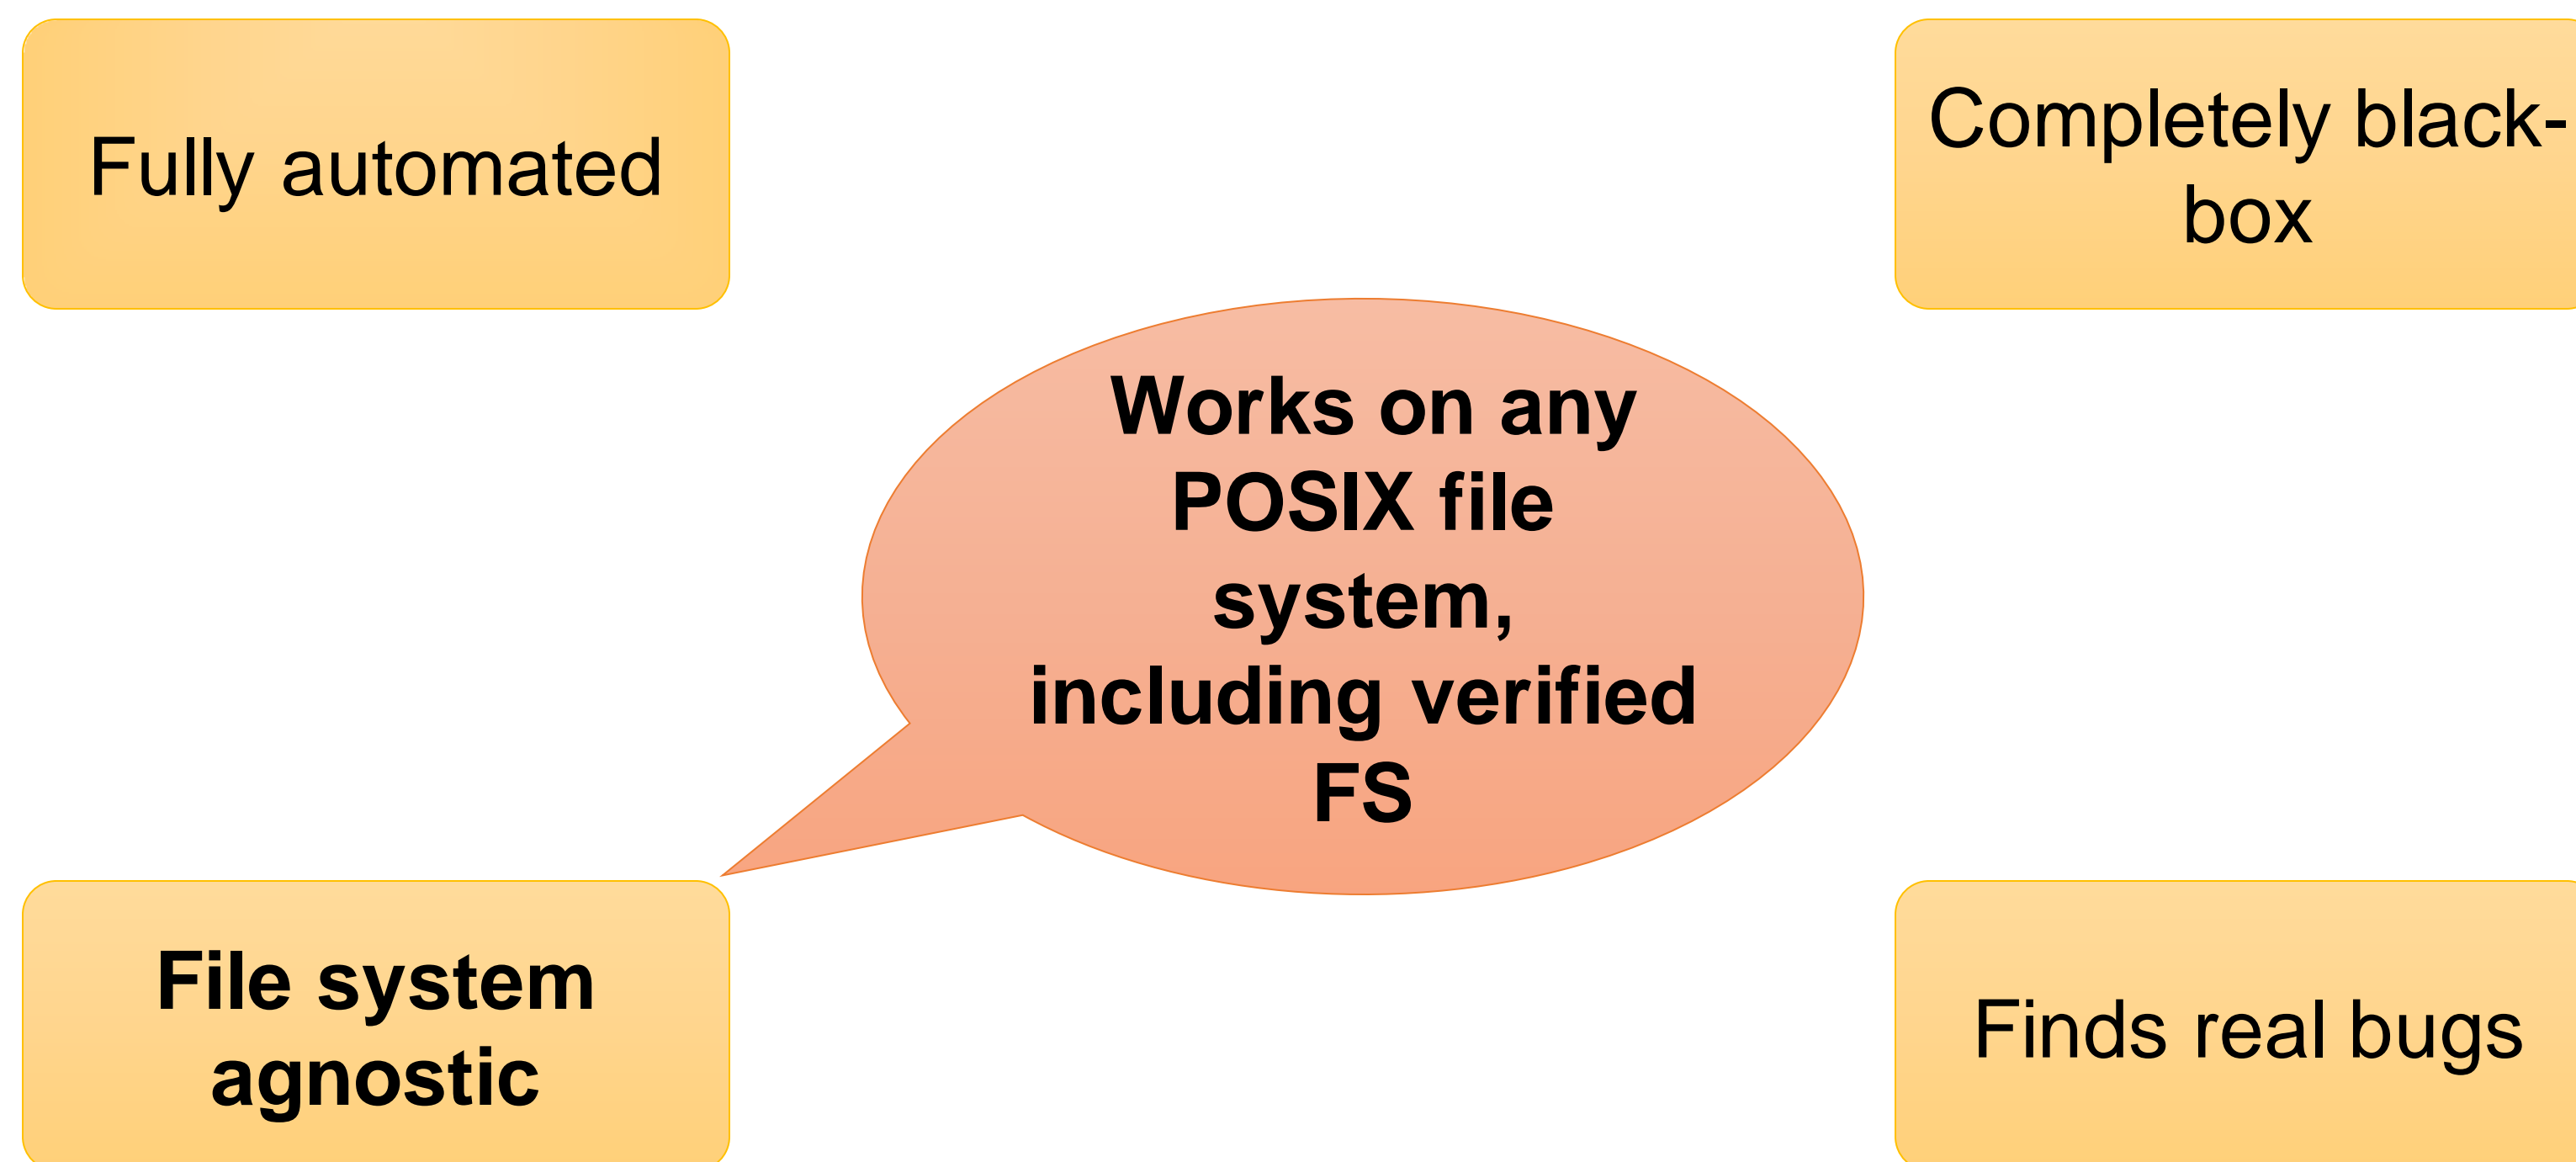 Fully automated
Completely black-
box
Works on any
POSIX file
system,
including verified
FS
File system
agnostic
Finds real bugs